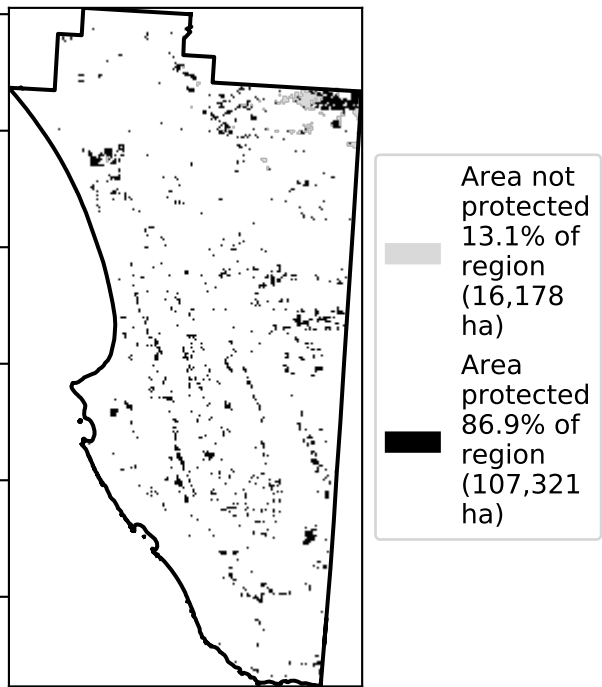 Area not
protected
13.1% of
region
(16,178
ha)
Area
protected
86.9% of
region
(107,321
ha)